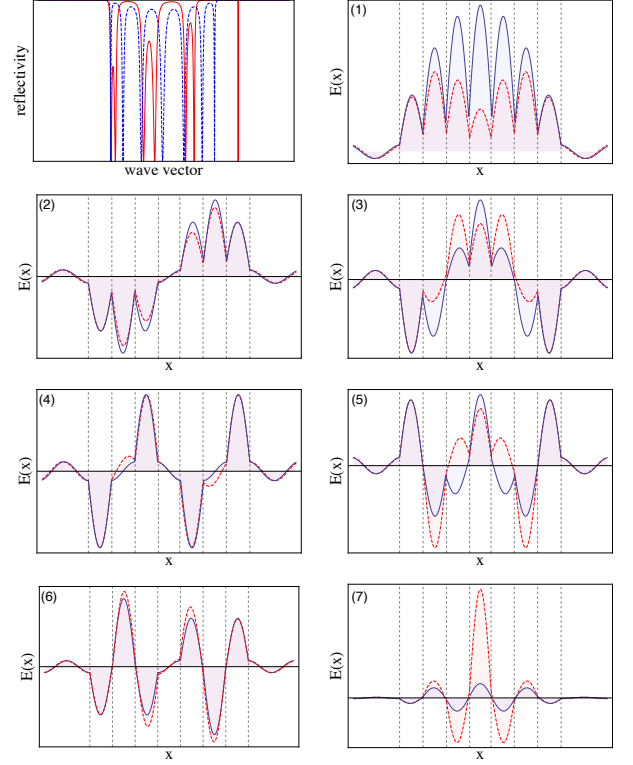 reflectivity
wave vector
(1)
E(x)
x
(2)
E(x)
x
(3)
E(x)
x
(4)
E(x)
x
(5)
E(x)
x
(6)
E(x)
x
(7)
E(x)
x